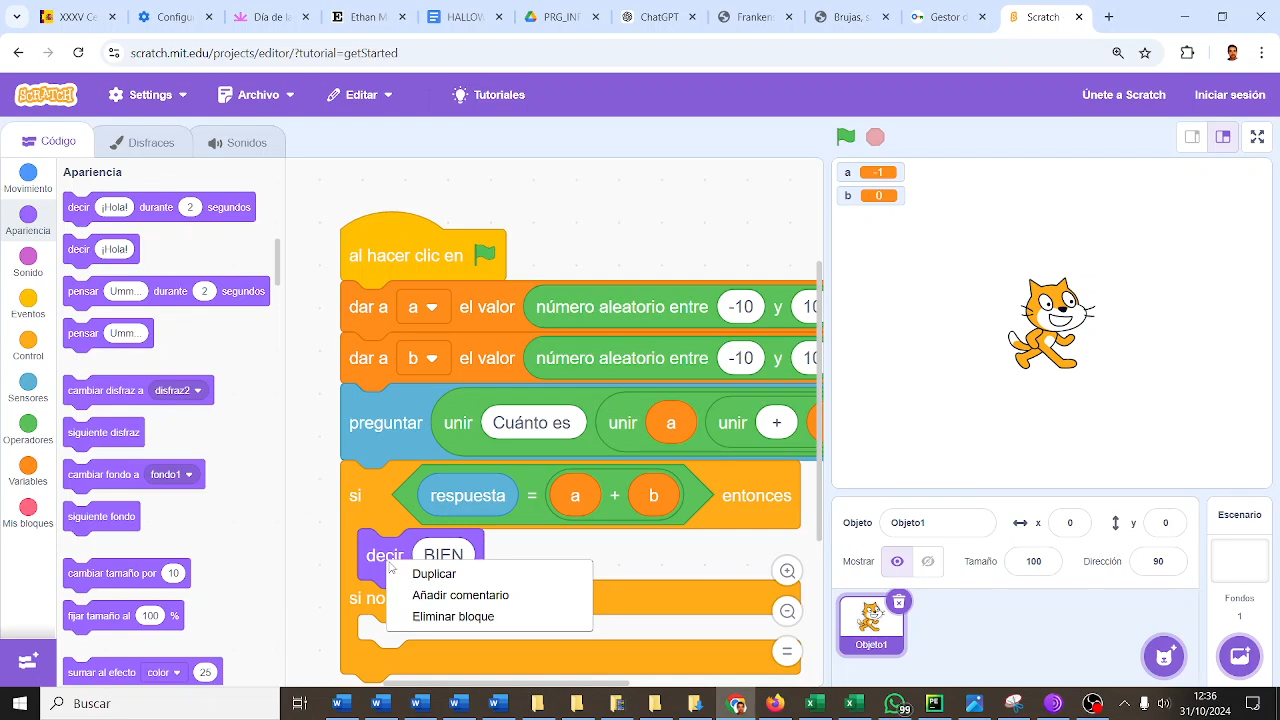 XXXV C
Configu
Día de la
Ethan M
HALLO
PRG_INF
ChatGPT
Franken
Brujas, s
Gestor d
Scratch
scratch.mit.edu/projects/editor/?tutorial=getStarted
SCRATCH
Settings
Archivo
Editar
Tutoriales
Únete a Scratch
Iniciar sesión
Código
Disfraces
Sonidos
Movimiento
Apariencia
Sonido
Eventos
Control
Sensores
Operadores
Variables
Mis bloques
Apariencia
decir ¡Hola! durante 2 segundos
decir ¡Hola!
pensar Umm... durante 2 segundos
pensar Umm...
cambiar disfraz a disfraz2
siguiente disfraz
cambiar fondo a fondo1
siguiente fondo
cambiar tamaño por 10
fijar tamaño al 100 %
sumar al efecto color 25
al hacer clic en
dar a a el valor número aleatorio entre -10 y 10
dar a b el valor número aleatorio entre -10 y 10
preguntar unir Cuánto es unir a unir +
si respuesta = a + b entonces
decir BIEN
si no
Duplicar
Añadir comentario
Eliminar bloque
a -1
b 0
Objeto Objeto1 x 0 y 0
Mostrar Tamaño 100 Dirección 90
Objeto1
Escenario
Fondos
1
Buscar
99
12:36
31/10/2024